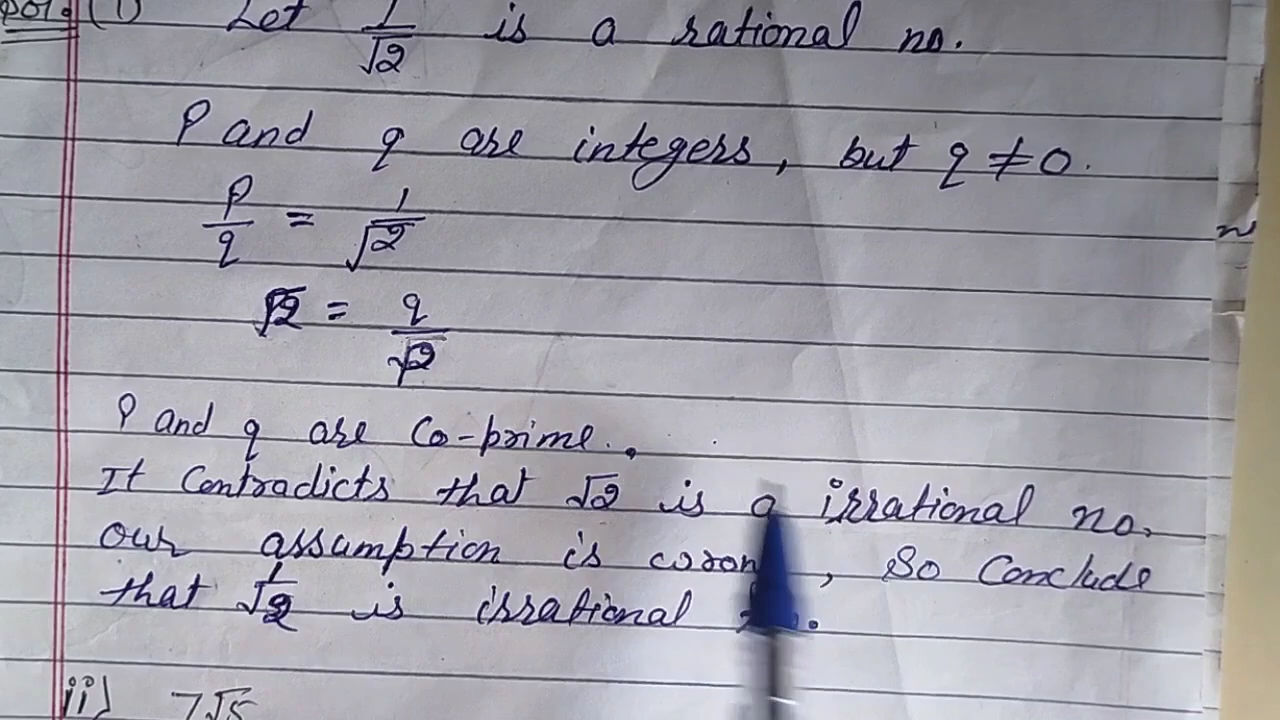 Sol. (1) Let 1/√2 is a rational no.
P and q are integers, but q ≠ 0.
P/q = 1/√2
√2 = q/√2
P and q are Co-prime.
It Contradicts that √2 is a irrational no.
our assumption is , So Conclude
that 1/√2 is irrational
ii) 7√5